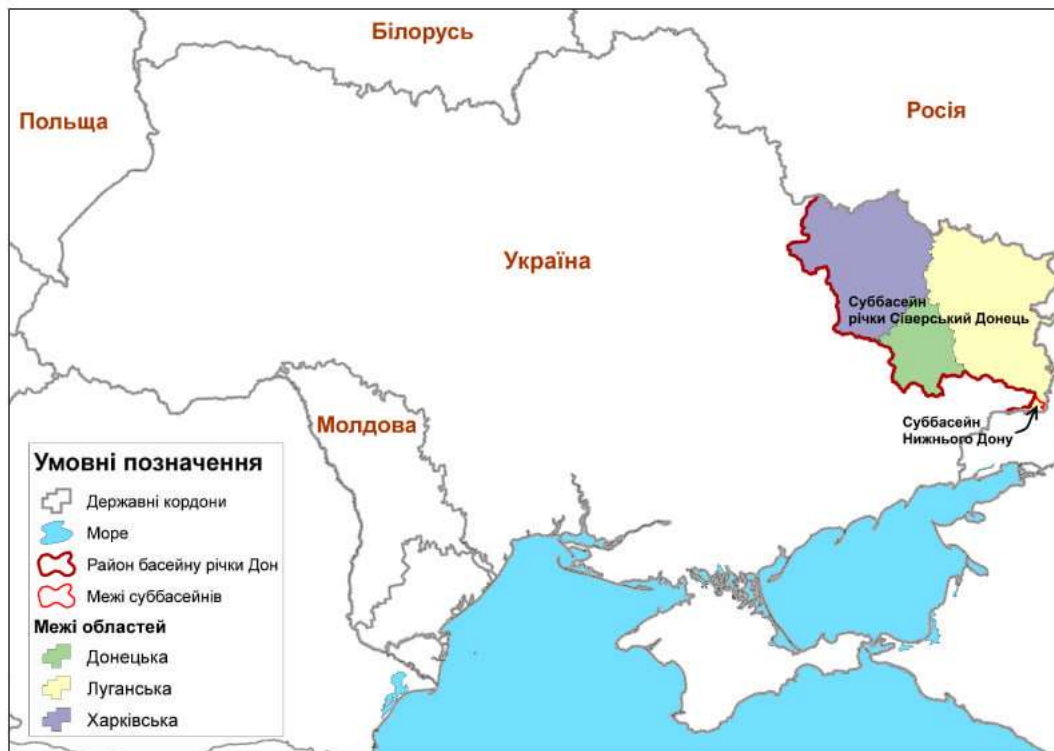 Білорусь
Польща
Росія
Україна
Суббасейн
річки Сіверський Донець
Молдова
Суббасейн
Нижнього Дону
Умовні позначення
Державні кордони
Море
Район басейну річки Дон
Межі суббасейнів
Межі областей
Донецька
Луганська
Харківська